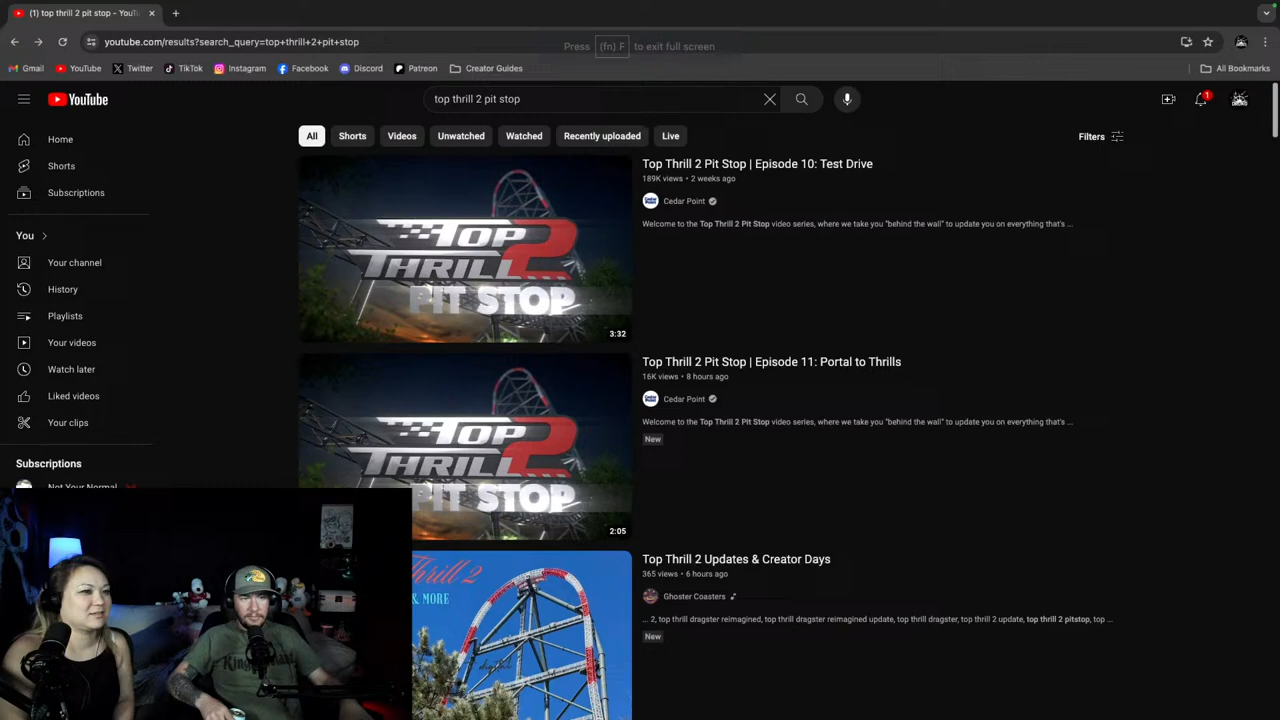 (1) top thrill 2 pit stop - YouTu
youtube.com/results?search_query=top+thrill+2+pit+stop
Press (fn) F to exit full screen
Gmail YouTube Twitter TikTok Instagram Facebook Discord Patreon Creator Guides All Bookmarks
YouTube
top thrill 2 pit stop
1
All Shorts Videos Unwatched Watched Recently uploaded Live
Filters
Home
Shorts
Subscriptions
You
Your channel
History
Playlists
Your videos
Watch later
Liked videos
Your clips
Subscriptions
Not Your Normal
TOP
THRILL 2
PIT STOP
3:32
Top Thrill 2 Pit Stop | Episode 10: Test Drive
189K views • 2 weeks ago
Cedar Point
Welcome to the Top Thrill 2 Pit Stop video series, where we take you "behind the wall" to update you on everything that's ...
TOP
THRILL 2
PIT STOP
2:05
Top Thrill 2 Pit Stop | Episode 11: Portal to Thrills
16K views • 8 hours ago
Cedar Point
Welcome to the Top Thrill 2 Pit Stop video series, where we take you "behind the wall" to update you on everything that's ...
New
Thrill 2
& MORE
Top Thrill 2 Updates & Creator Days
365 views • 6 hours ago
Ghoster Coasters
... 2, top thrill dragster reimagined, top thrill dragster reimagined update, top thrill dragster, top thrill 2 update, top thrill 2 pitstop, top ...
New